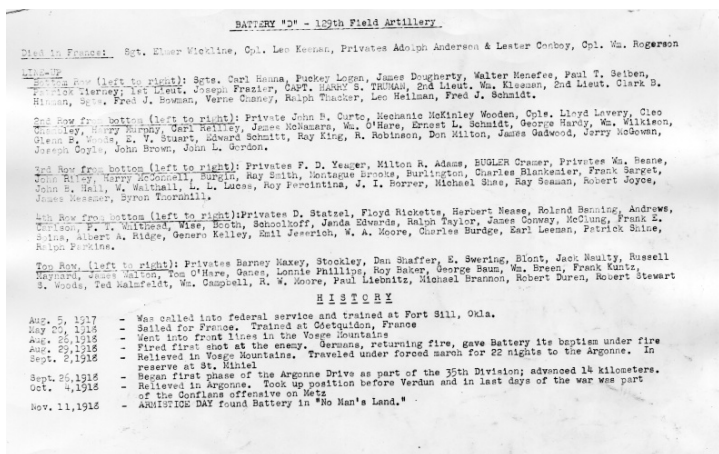 BATTERY "D" - 129th Field Artillery
Died in France: Sgt. Elmer Wickline, Cpl. Leo Keenan, Privates Adolph Anderson & Lester Conboy, Cpl. Wm. Rogerson
LINE-UP
Bottom Row (left to right): Sgts. Carl Hanna, Puckey Logan, James Dougherty, Walter Menefee, Paul T. Seiben,
Patrick Tierney; 1st Lieut. Joseph Frazier, CAPT. HARRY S. TRUMAN, 2nd Lieut. Wm. Kleeman, 2nd Lieut. Clark B.
Hinman, Sgts. Fred J. Bowman, Verne Chaney, Ralph Thacker, Leo Heilman, Fred J. Schmidt.
2nd Row from bottom (left to right): Private John B. Curto, Mechanic McKinley Wooden, Cpls. Lloyd Lavery, Cleo
Harry Murphy, Carl Reilley, James McNamara, Wm. O'Hare, Ernest L. Schmidt, George Hardy, Wm. Wilkison,
Glenn B. Woods, E. V. Stuart, Edward Schmitt, Ray King, R. Robinson, Don Milton, James Gadwood, Jerry McGowan,
Joseph Coyle, John Brown, John L. Gordon.
3rd Row from bottom (left to right): Privates F. D. Yeager, Milton R. Adams, BUGLER Cramer, Privates Wm. Beane,
John Riley, Harry McConnell, Burgin, Ray Smith, Montague Brooks, Burlington, Charles Blankemier, Frank Sarget,
John B. Hall, W. Walthall, L. L. Lucas, Roy Percintina, J. I. Borrer, Michael Shea, Ray Seaman, Robert Joyce,
James Messmer, Byron Thornhill.
4th Row from bottom (left to right):Privates D. Statzel, Floyd Ricketts, Herbert Nease, Roland Banning, Andrews,
Carlson, P. T. Whithead, Wise, Booth, Schoolkoff, Janda Edwards, Ralph Taylor, James Conway, McClung, Frank E.
Spina, Albert A. Ridge, Genero Kelley, Emil Jeserich, W. A. Moore, Charles Burdge, Earl Leeman, Patrick Shine,
Ralph Perkins.
Top Row, (left to right): Privates Barney Maxey, Stockley, Dan Shaffer, E. Swering, Blont, Jack Naulty, Russell
Maynard, James Walton, Tom O'Hare, Ganes, Lonnie Phillips, Roy Baker, George Baum, Wm. Breen, Frank Kuntz,
S. Woods, Ted Malmfeldt, Wm. Campbell, R. W. Moore, Paul Liebnitz, Michael Brannon, Robert Duren, Robert Stewart
HISTORY
Aug. 5, 1917 - Was called into federal service and trained at Fort Sill, Okla.
May 20, 1918 - Sailed for France. Trained at Cöetquidon, France
Aug. 26,1918 - Went into front lines in the Vosge Mountains
Aug. 29,1918 - Fired first shot at the enemy. Germans, returning fire, gave Battery its baptism under fire
Sept. 2,1918 - Relieved in Vosge Mountains. Traveled under forced march for 22 nights to the Argonne. In
reserve at St. Mihiel
Sept. 26,1918 - Began first phase of the Argonne Drive as part of the 35th Division; advanced 14 kilometers.
Oct. 4,1918 - Relieved in Argonne. Took up position before Verdun and in last days of the war was part
of the Conflans offensive on Metz
Nov. 11,1918 - ARMISTICE DAY found Battery in "No Man's Land."